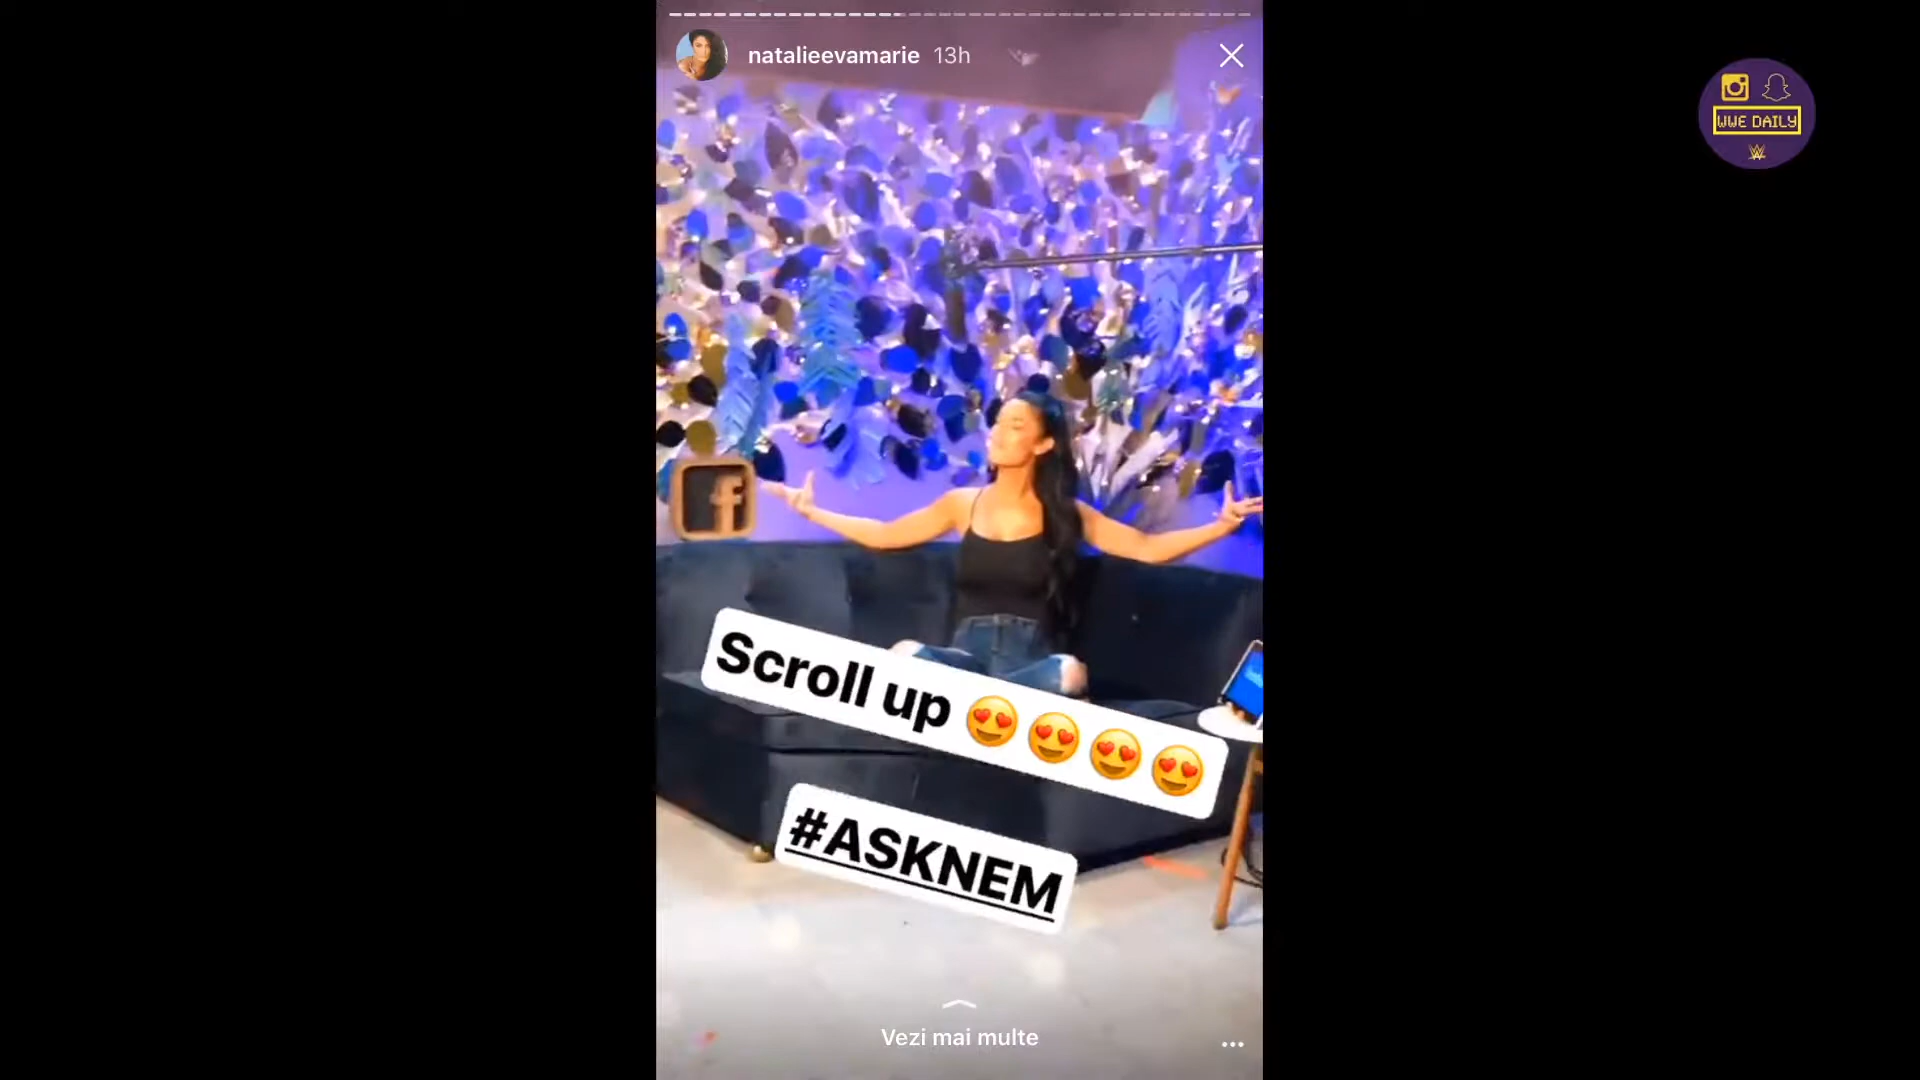 natalieevamarie 13h
WWE DAILY
f
Scroll up 😍😍😍😍
#ASKNEM
Vezi mai multe